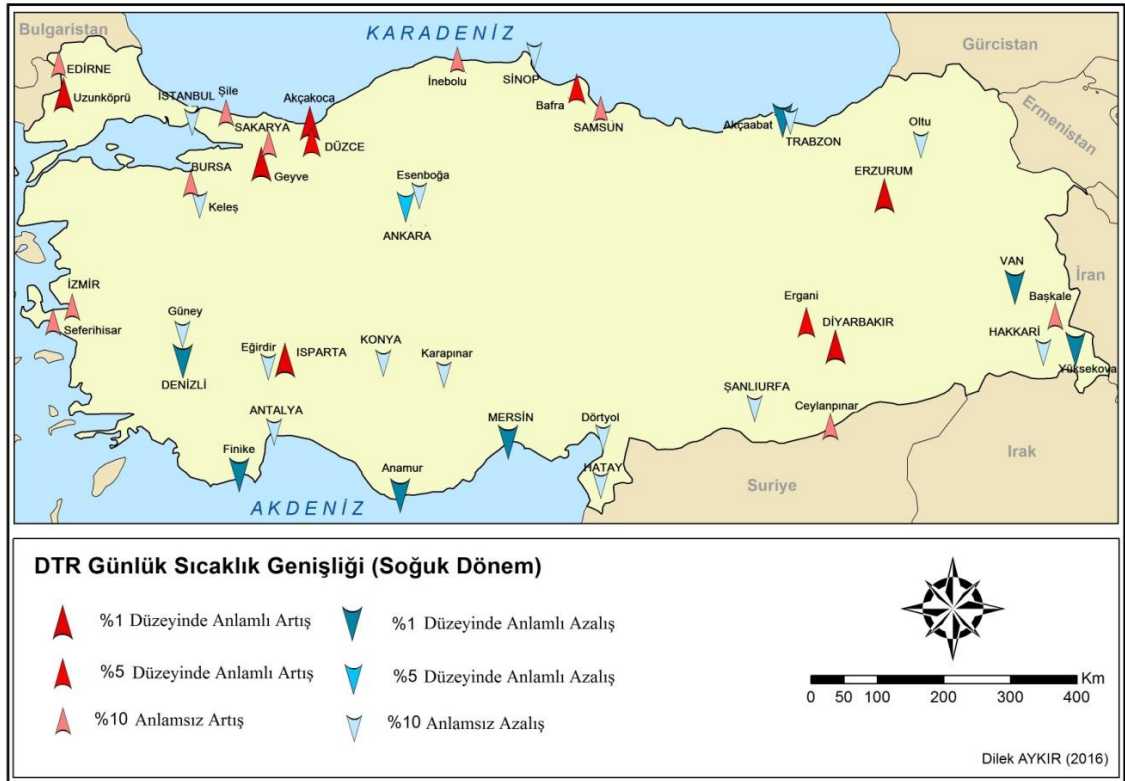 Bulgaristan
KARADENİZ
Gürcistan
EDİRNE
Uzunköprü
İSTANBUL
Şile
Akçakoca
İnebolu
SİNOP
Bafra
SAMSUN
Akçaabat
TRABZON
Oltu
Ermenistan
SAKARYA
DÜZCE
Geyve
BURSA
Keleş
Esenboğa
ANKARA
ERZURUM
VAN
İran
Başkale
HAKKARİ
Yüksekova
İZMİR
Seferihisar
Güney
DENİZLİ
Eğirdir
ISPARTA
KONYA
Karapınar
Ergani
DİYARBAKIR
ŞANLIURFA
Ceylanpınar
ANTALYA
Finike
MERSİN
Anamur
Dörtyol
HATAY
AKDENİZ
Suriye
Irak
DTR Günlük Sıcaklık Genişliği (Soğuk Dönem)
%1 Düzeyinde Anlamlı Artış
%1 Düzeyinde Anlamlı Azalış
%5 Düzeyinde Anlamlı Artış
%5 Düzeyinde Anlamlı Azalış
%10 Anlamsız Artış
%10 Anlamsız Azalış
Km
0 50 100 200 300 400
Dilek AYKIR (2016)